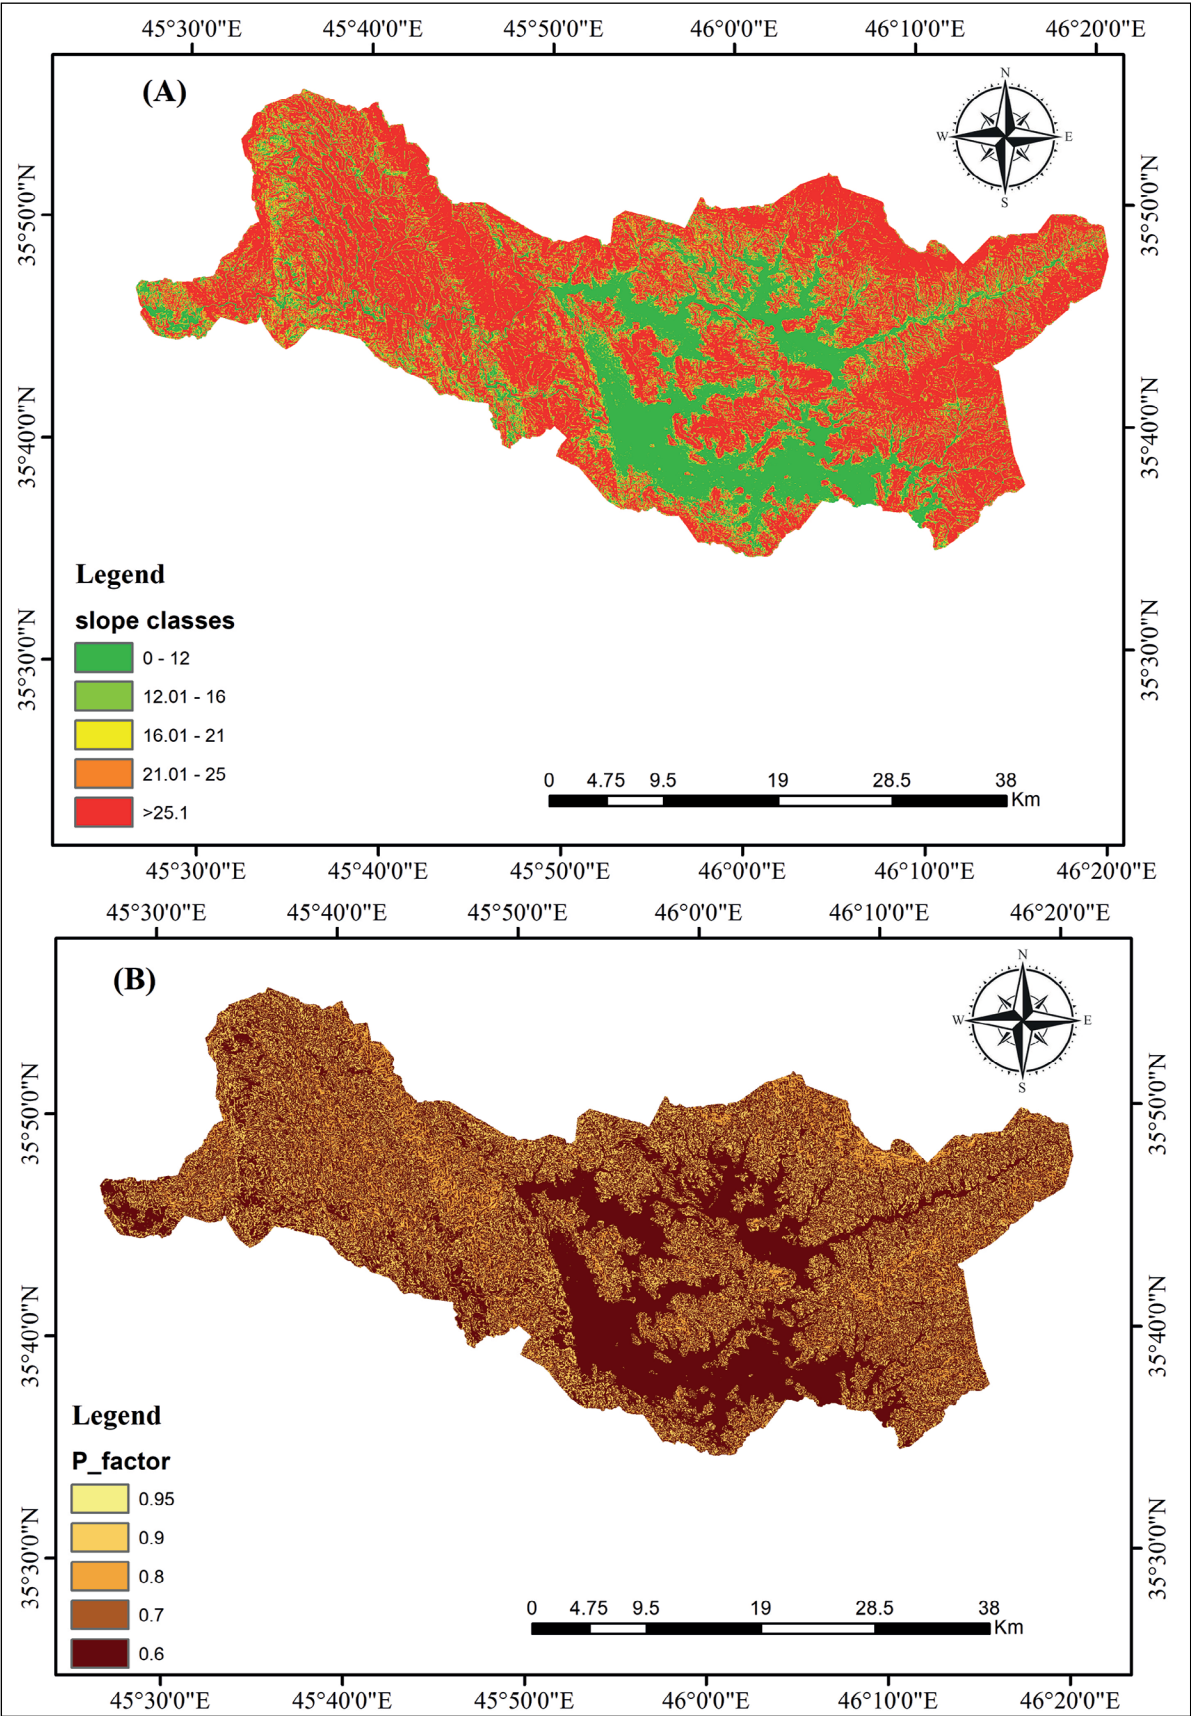 45°30'0"E 45°40'0"E 45°50'0"E 46°0'0"E 46°10'0"E 46°20'0"E
(A)
N
W E
S
35°50'0"N 35°50'0"N
35°40'0"N 35°40'0"N
35°30'0"N 35°30'0"N
Legend
slope classes
0 - 12
12.01 - 16
16.01 - 21
21.01 - 25
>25.1
0 4.75 9.5 19 28.5 38
Km
45°30'0"E 45°40'0"E 45°50'0"E 46°0'0"E 46°10'0"E 46°20'0"E
45°30'0"E 45°40'0"E 45°50'0"E 46°0'0"E 46°10'0"E 46°20'0"E
(B)
N
W E
S
35°50'0"N 35°50'0"N
35°40'0"N 35°40'0"N
35°30'0"N 35°30'0"N
Legend
P_factor
0.95
0.9
0.8
0.7
0.6
0 4.75 9.5 19 28.5 38
Km
45°30'0"E 45°40'0"E 45°50'0"E 46°0'0"E 46°10'0"E 46°20'0"E